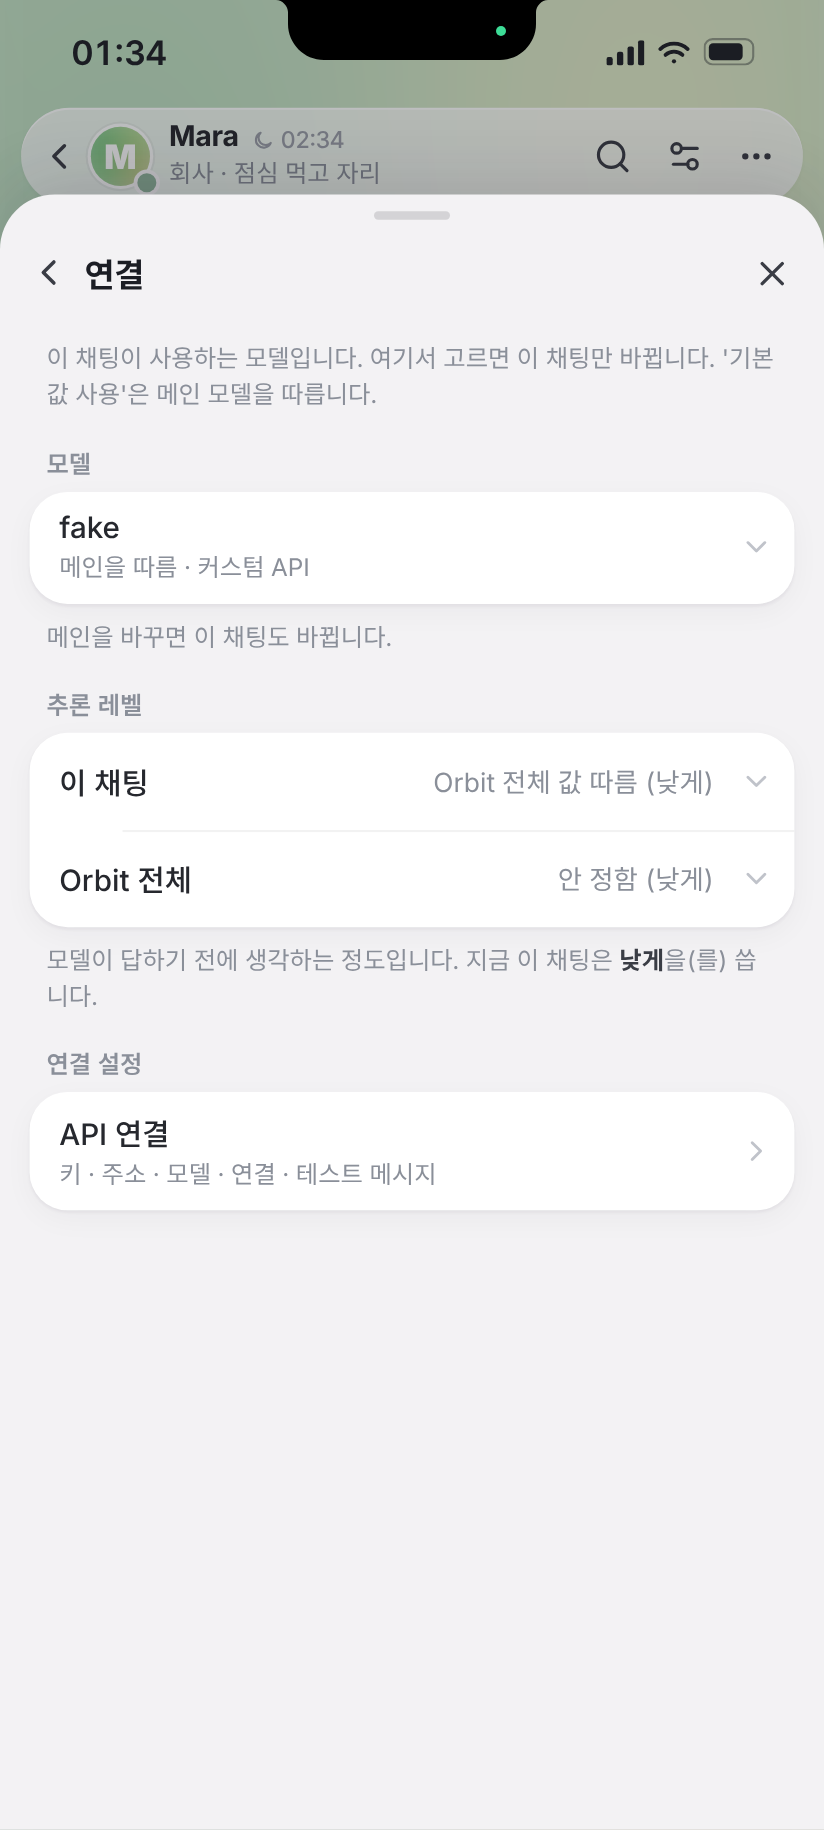 01:34
M
Mara 02:34
회사 · 점심 먹고 자리
연결
이 채팅이 사용하는 모델입니다. 여기서 고르면 이 채팅만 바뀝니다. '기본
값 사용'은 메인 모델을 따릅니다.
모델
fake
메인을 따름 · 커스텀 API
메인을 바꾸면 이 채팅도 바뀝니다.
추론 레벨
이 채팅 Orbit 전체 값 따름 (낮게)
Orbit 전체 안 정함 (낮게)
모델이 답하기 전에 생각하는 정도입니다. 지금 이 채팅은 낮게을(를) 씁
니다.
연결 설정
API 연결
키 · 주소 · 모델 · 연결 · 테스트 메시지